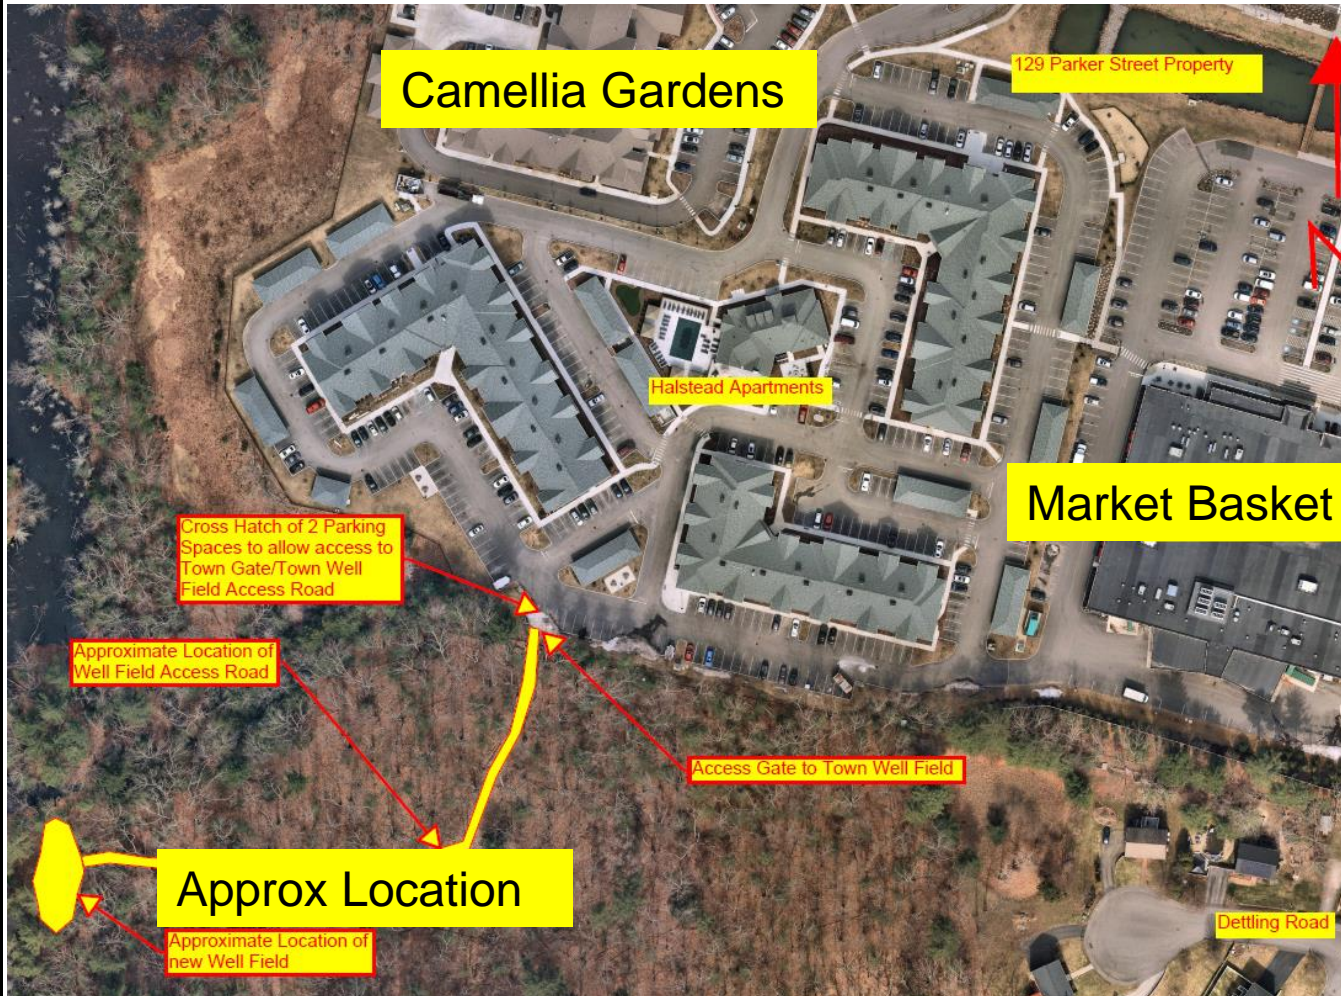 Camellia Gardens
129 Parker Street Property
Halstead Apartments
Market Basket
Cross Hatch of 2 Parking
Spaces to allow access to
Town Gate/Town Well
Field Access Road
Approximate Location of
Well Field Access Road
Access Gate to Town Well Field
Approx Location
Approximate Location of
new Well Field
Dettling Road